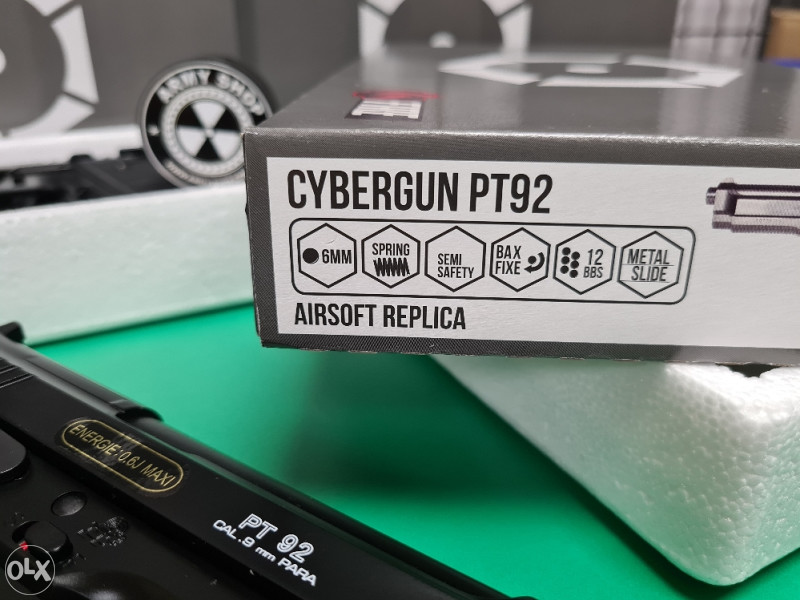 ARMY SHOP
CYBERGUN PT92
6MM
SPRING
SEMI
SAFETY
BAX
FIXE
12
BBS
METAL
SLIDE
AIRSOFT REPLICA
ENERGIE: 0.6J MAXI
PT 92
CAL. 9 mm PARA
OLX